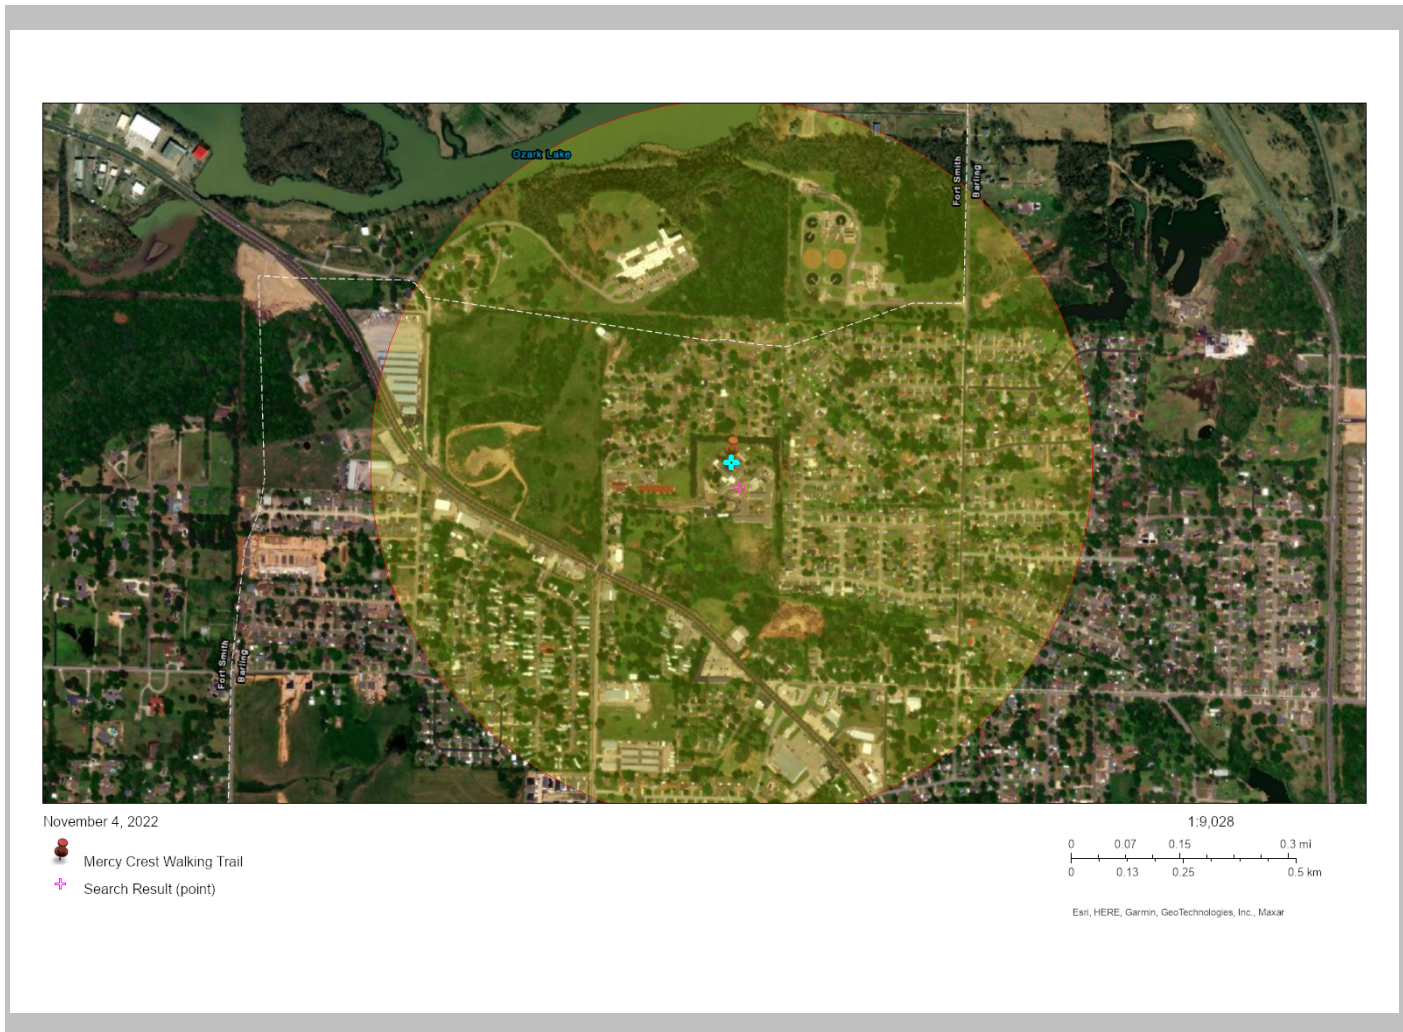 Ozark Lake
Fort Smith
Barling
Fort Smith
Barling
November 4, 2022
Mercy Crest Walking Trail
Search Result (point)
1:9,028
0 0.07 0.15 0.3 mi
0 0.13 0.25 0.5 km
Esri, HERE, Garmin, GeoTechnologies, Inc., Maxar